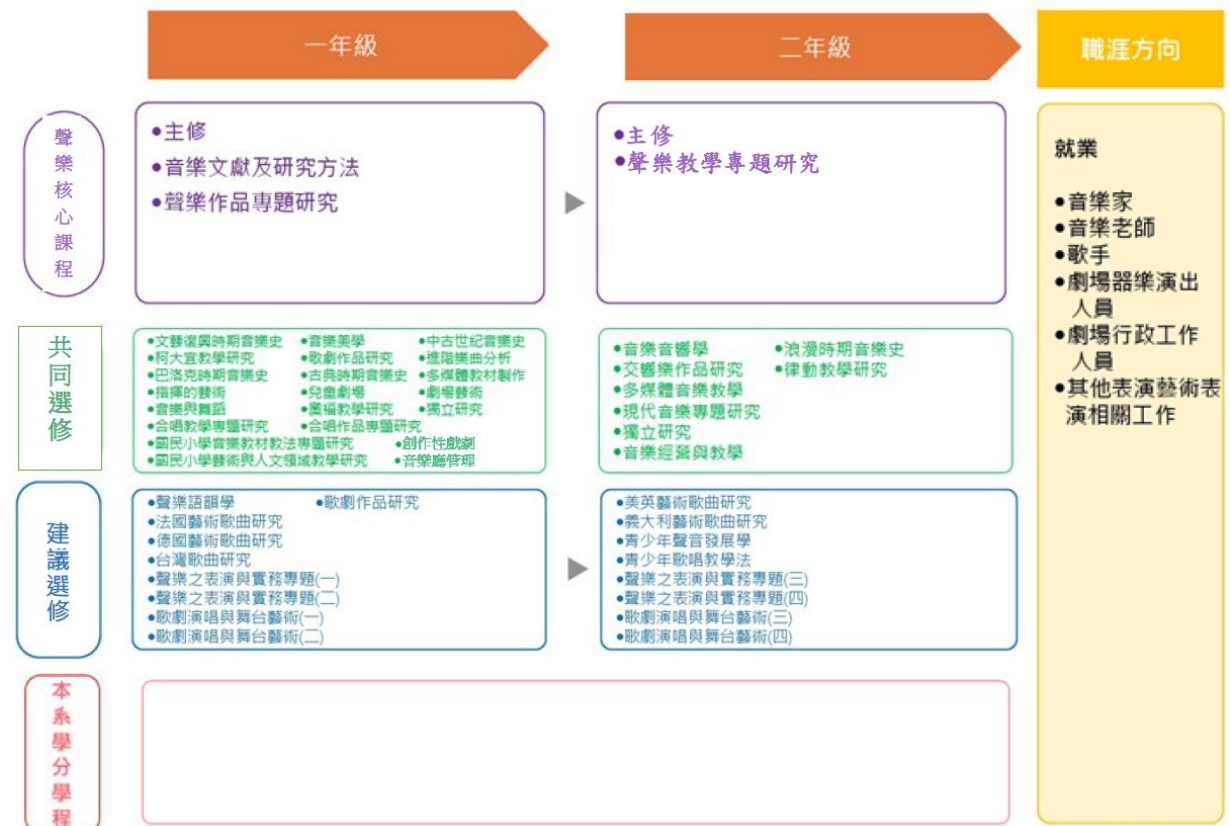 一年級
二年級
職涯方向
聲樂核心課程
●主修
●音樂文獻及研究方法
●聲樂作品專題研究
●主修
●聲樂教學專題研究
共同選修
●文藝復興時期音樂史 ●音樂美學 ●中古世紀音樂史
●柯大宜教學研究 ●歌劇作品研究 ●進階樂曲分析
●巴洛克時期音樂史 ●古典時期音樂史 ●多媒體教材製作
●指揮的藝術 ●兒童劇場 ●劇場藝術
●音樂與舞蹈 ●奧福教學研究 ●獨立研究
●合唱教學專題研究 ●合唱作品專題研究
●國民小學音樂教材教法專題研究 ●創作性戲劇
●國民小學藝術與人文領域教學研究 ●音樂廳管理
●音樂音響學 ●浪漫時期音樂史
●交響樂作品研究 ●律動教學研究
●多媒體音樂教學
●現代音樂專題研究
●獨立研究
●音樂經營與教學
建議選修
●聲樂語韻學 ●歌劇作品研究
●法國藝術歌曲研究
●德國藝術歌曲研究
●台灣歌曲研究
●聲樂之表演與實務專題(一)
●聲樂之表演與實務專題(二)
●歌劇演唱與舞台藝術(一)
●歌劇演唱與舞台藝術(二)
●美英藝術歌曲研究
●義大利藝術歌曲研究
●青少年聲音發展學
●青少年歌唱教學法
●聲樂之表演與實務專題(三)
●聲樂之表演與實務專題(四)
●歌劇演唱與舞台藝術(三)
●歌劇演唱與舞台藝術(四)
本系學分學程
就業
●音樂家
●音樂老師
●歌手
●劇場器樂演出
人員
●劇場行政工作
人員
●其他表演藝術表
演相關工作